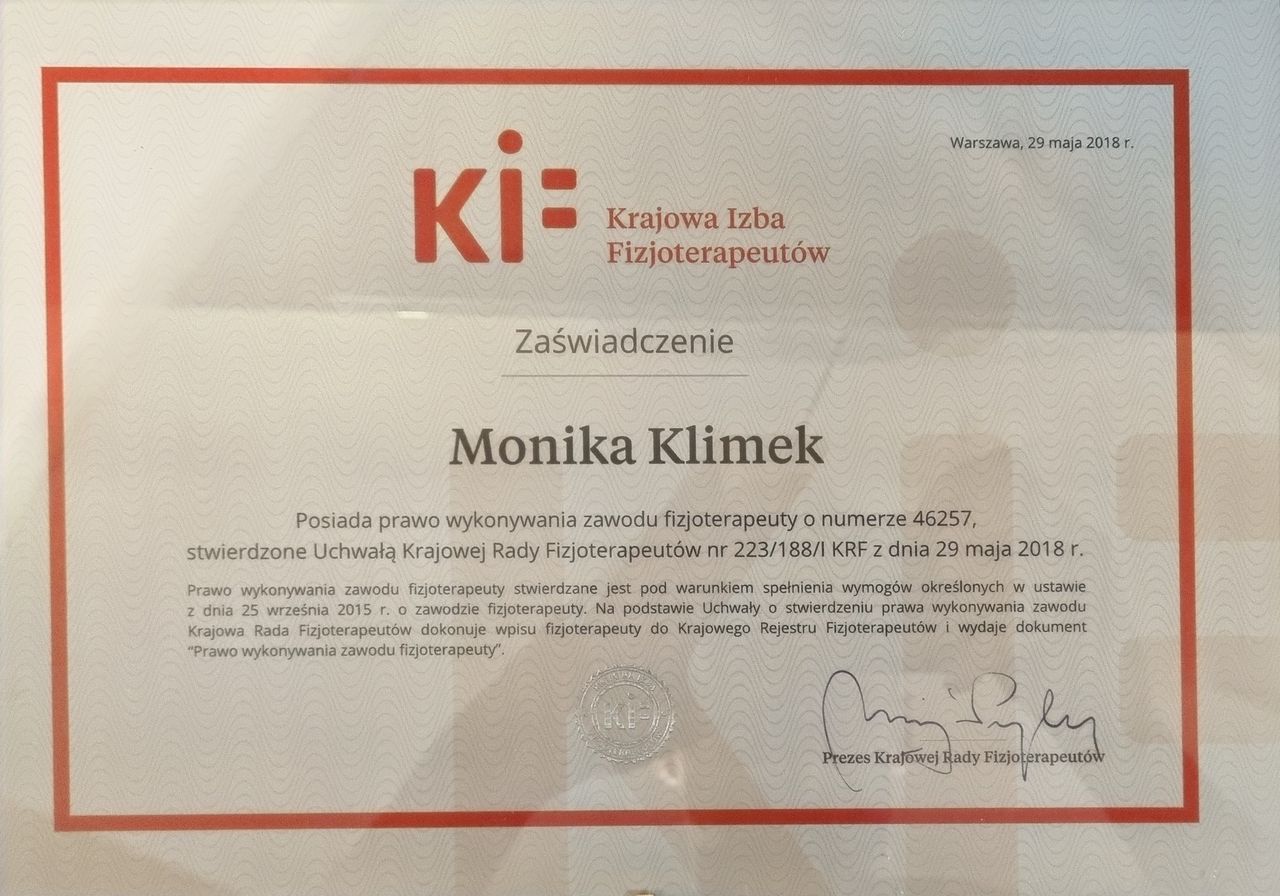 Warszawa, 29 maja 2018 r.
KIF
Krajowa Izba
Fizjoterapeutów
Zaświadczenie
Monika Klimek
Posiada prawo wykonywania zawodu fizjoterapeuty o numerze 46257,
stwierdzone Uchwałą Krajowej Rady Fizjoterapeutów nr 223/188/I KRF z dnia 29 maja 2018 r.
Prawo wykonywania zawodu fizjoterapeuty stwierdzane jest pod warunkiem spełnienia wymogów określonych w ustawie
z dnia 25 września 2015 r. o zawodzie fizjoterapeuty. Na podstawie Uchwały o stwierdzeniu prawa wykonywania zawodu
Krajowa Rada Fizjoterapeutów dokonuje wpisu fizjoterapeuty do Krajowego Rejestru Fizjoterapeutów i wydaje dokument
“Prawo wykonywania zawodu fizjoterapeuty”.
KIF
Prezes Krajowej Rady Fizjoterapeutów